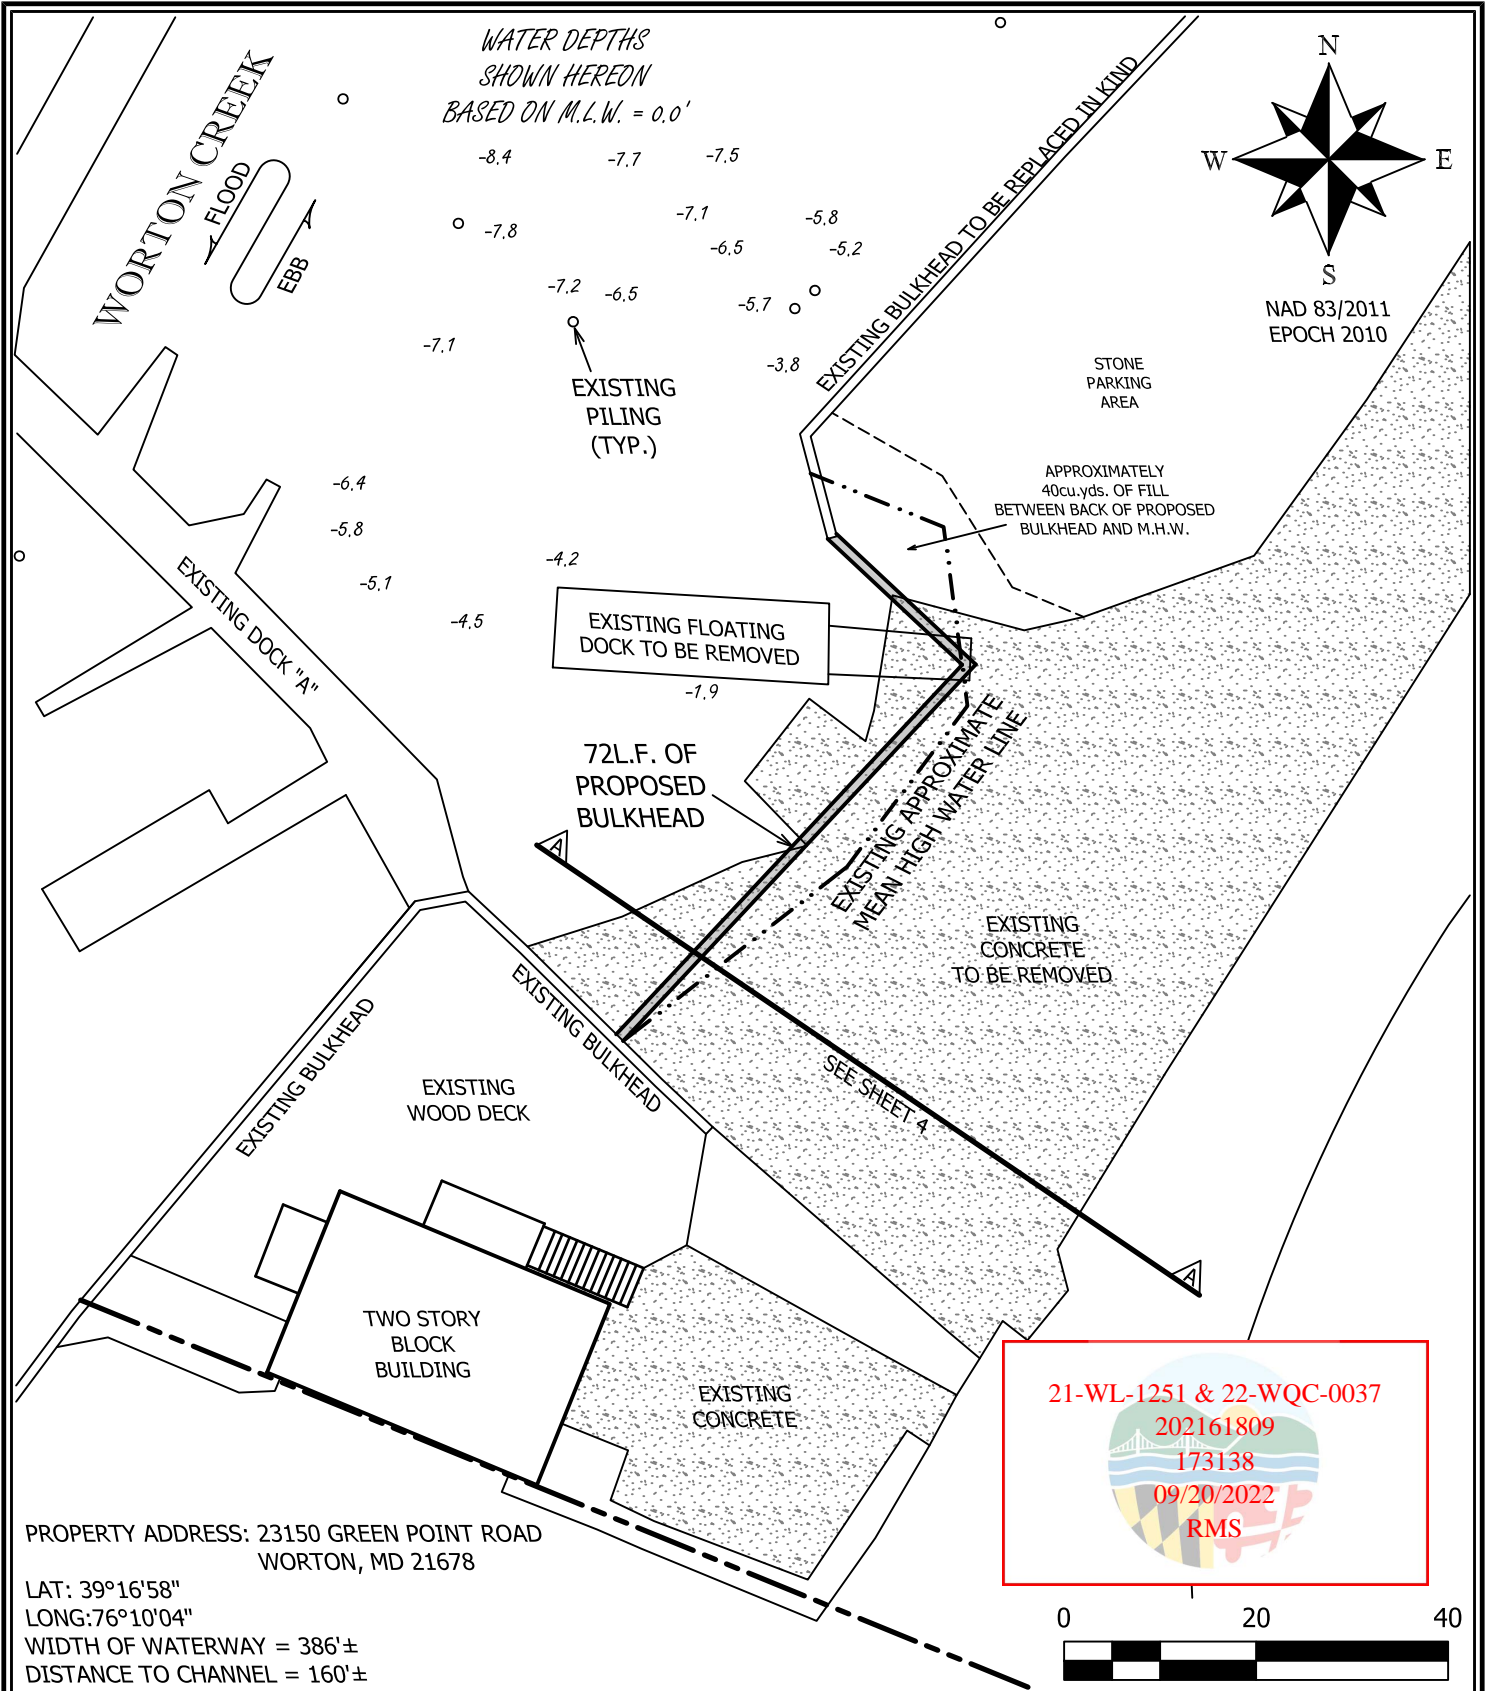 WATER DEPTHS
SHOWN HEREON
BASED ON M.L.W. = 0.0'
WORTON CREEK
FLOOD
EBB
N
W
E
S
NAD 83/2011
EPOCH 2010
-8.4
-7.7
-7.5
-7.1
-5.8
-7.8
-6.5
-5.2
-7.2
-6.5
-5.7
-7.1
-3.8
EXISTING BULKHEAD TO BE REPLACED IN KIND
EXISTING
PILING
(TYP.)
STONE
PARKING
AREA
APPROXIMATELY
40cu.yds. OF FILL
BETWEEN BACK OF PROPOSED
BULKHEAD AND M.H.W.
-6.4
-5.8
-5.1
-4.2
-4.5
EXISTING DOCK "A"
EXISTING FLOATING
DOCK TO BE REMOVED
-1.9
72L.F. OF
PROPOSED
BULKHEAD
EXISTING APPROXIMATE
MEAN HIGH WATER LINE
A
EXISTING
CONCRETE
TO BE REMOVED
EXISTING BULKHEAD
EXISTING BULKHEAD
SEE SHEET 4
EXISTING
WOOD DECK
A
TWO STORY
BLOCK
BUILDING
EXISTING
CONCRETE
21-WL-1251 & 22-WQC-0037
202161809
173138
09/20/2022
RMS
PROPERTY ADDRESS: 23150 GREEN POINT ROAD
WORTON, MD 21678
LAT: 39°16'58"
LONG:76°10'04"
WIDTH OF WATERWAY = 386'±
DISTANCE TO CHANNEL = 160'±
0 20 40